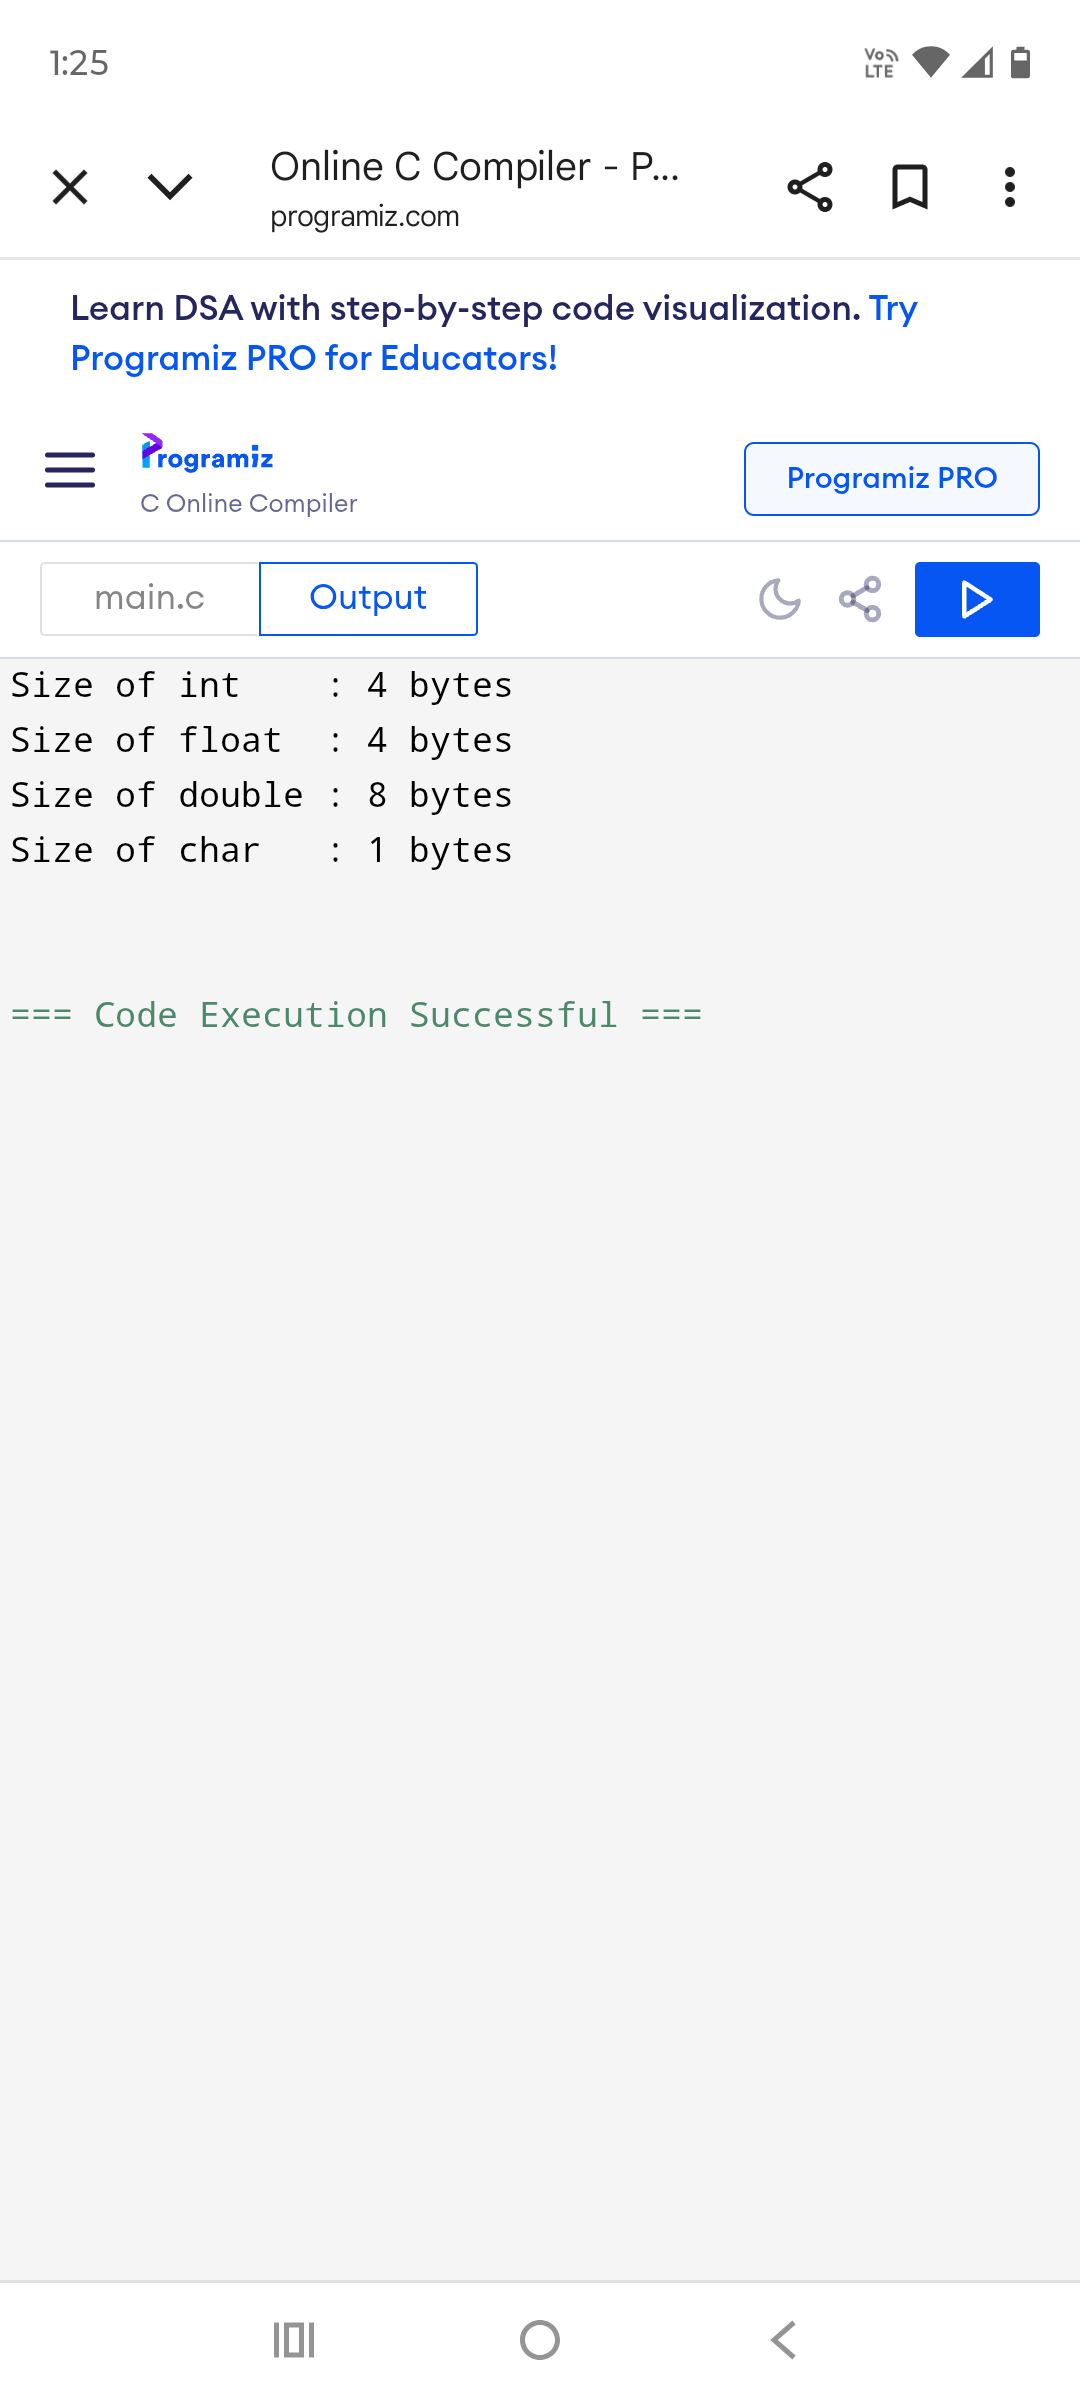 1:25
Vo LTE
Online C Compiler - P...
programiz.com
Learn DSA with step-by-step code visualization. Try
Programiz PRO for Educators!
Programiz
C Online Compiler
Programiz PRO
main.c
Output
Size of int    : 4 bytes
Size of float  : 4 bytes
Size of double : 8 bytes
Size of char   : 1 bytes
=== Code Execution Successful ===